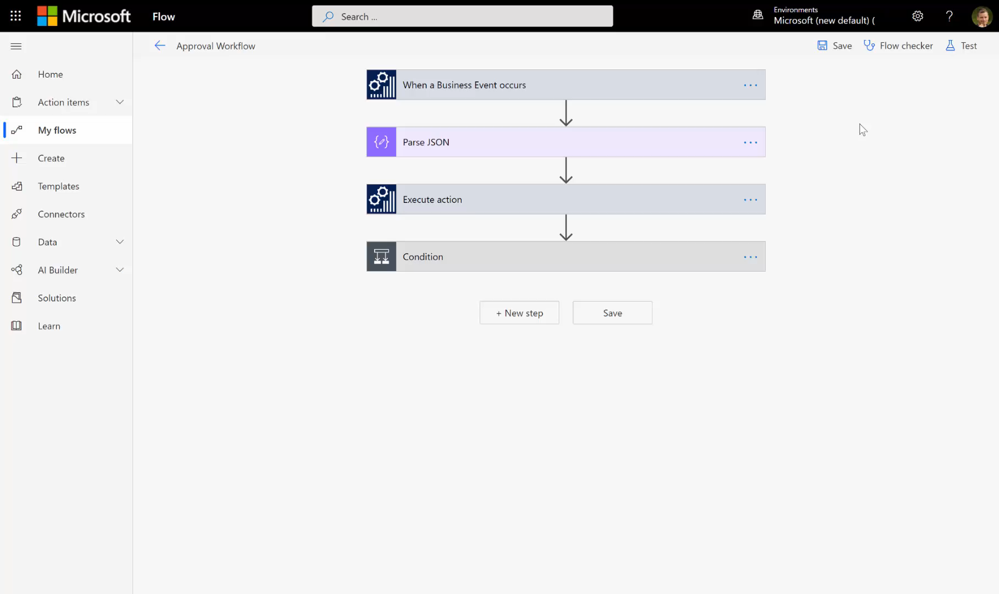 Microsoft
Flow
Search ...
Environments
Microsoft (new default) (
?
Approval Workflow
Save
Flow checker
Test
Home
Action items
My flows
Create
Templates
Connectors
Data
AI Builder
Solutions
Learn
When a Business Event occurs
...
Parse JSON
...
Execute action
...
Condition
...
+ New step
Save